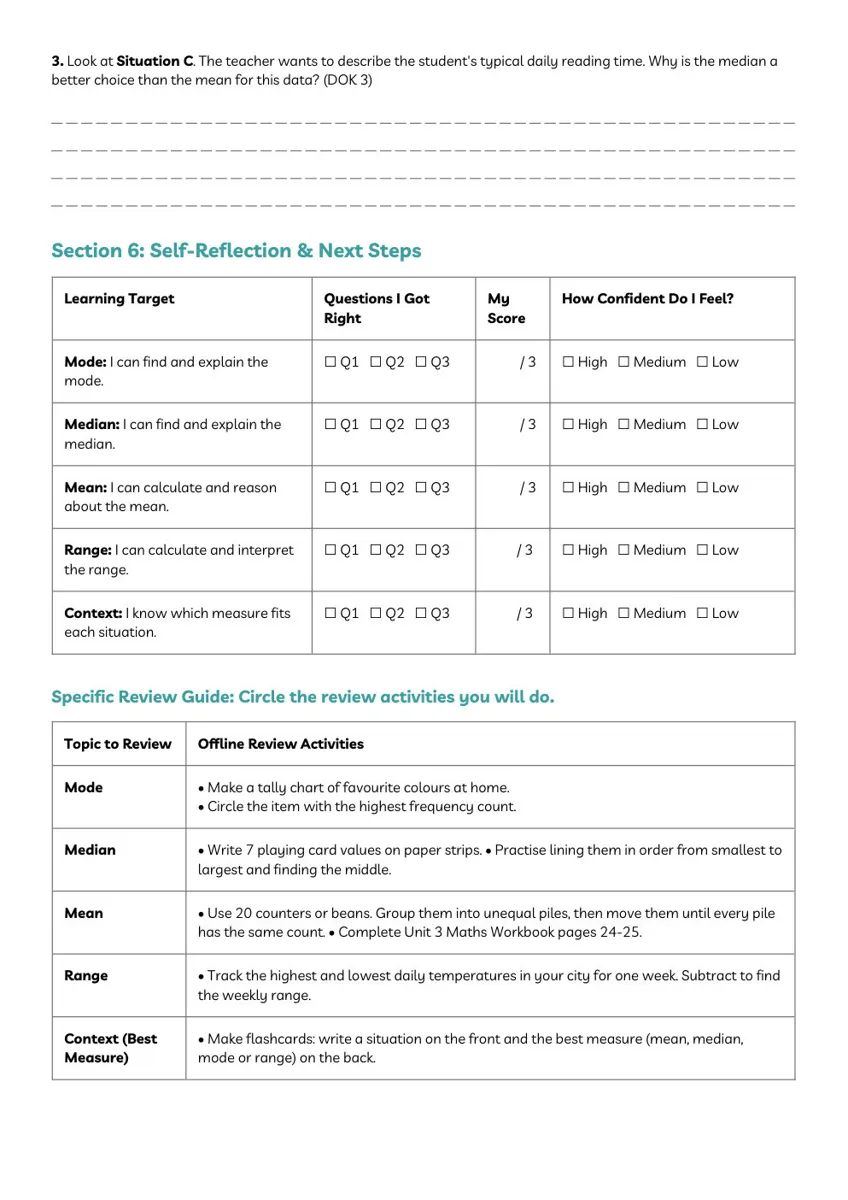 3. Look at Situation C. The teacher wants to describe the student's typical daily reading time. Why is the median a
better choice than the mean for this data? (DOK 3)
Section 6: Self-Reflection & Next Steps
Learning Target
Questions I Got
Right
My
Score
How Confident Do I Feel?
Mode: I can find and explain the
mode.
☐ Q1 ☐ Q2 ☐ Q3
/ 3
☐ High ☐ Medium ☐ Low
Median: I can find and explain the
median.
☐ Q1 ☐ Q2 ☐ Q3
/ 3
☐ High ☐ Medium ☐ Low
Mean: I can calculate and reason
about the mean.
☐ Q1 ☐ Q2 ☐ Q3
/ 3
☐ High ☐ Medium ☐ Low
Range: I can calculate and interpret
the range.
☐ Q1 ☐ Q2 ☐ Q3
/ 3
☐ High ☐ Medium ☐ Low
Context: I know which measure fits
each situation.
☐ Q1 ☐ Q2 ☐ Q3
/ 3
☐ High ☐ Medium ☐ Low
Specific Review Guide: Circle the review activities you will do.
Topic to Review
Offline Review Activities
Mode
• Make a tally chart of favourite colours at home.
• Circle the item with the highest frequency count.
Median
• Write 7 playing card values on paper strips. • Practise lining them in order from smallest to
largest and finding the middle.
Mean
• Use 20 counters or beans. Group them into unequal piles, then move them until every pile
has the same count. • Complete Unit 3 Maths Workbook pages 24-25.
Range
• Track the highest and lowest daily temperatures in your city for one week. Subtract to find
the weekly range.
Context (Best
Measure)
• Make flashcards: write a situation on the front and the best measure (mean, median,
mode or range) on the back.